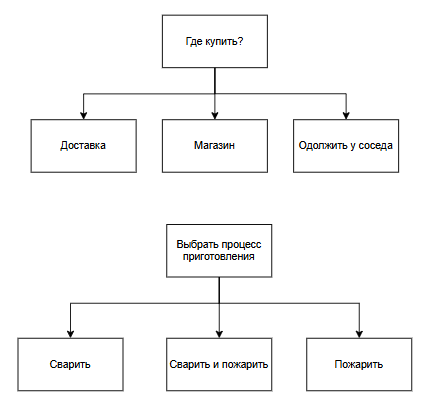 Где купить?
Доставка
Магазин
Одолжить у соседа
Выбрать процесс
приготовления
Сварить
Сварить и пожарить
Пожарить